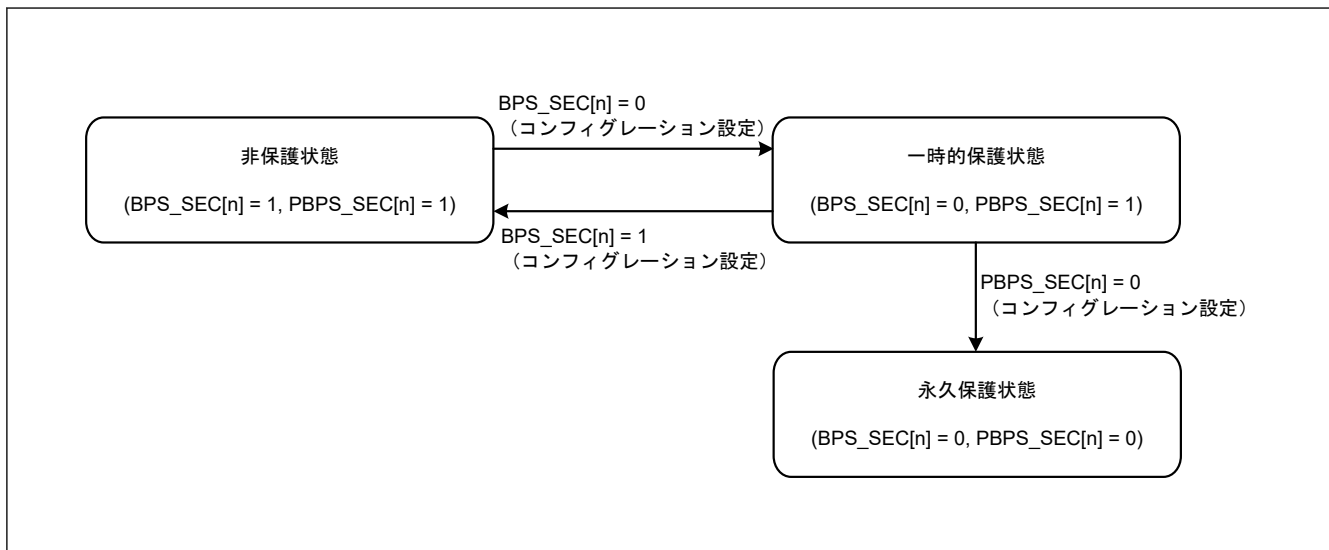 BPS_SEC[n] = 0
（コンフィグレーション設定）
非保護状態
(BPS_SEC[n] = 1, PBPS_SEC[n] = 1)
一時的保護状態
(BPS_SEC[n] = 0, PBPS_SEC[n] = 1)
BPS_SEC[n] = 1
（コンフィグレーション設定）
PBPS_SEC[n] = 0
（コンフィグレーション設定）
永久保護状態
(BPS_SEC[n] = 0, PBPS_SEC[n] = 0)